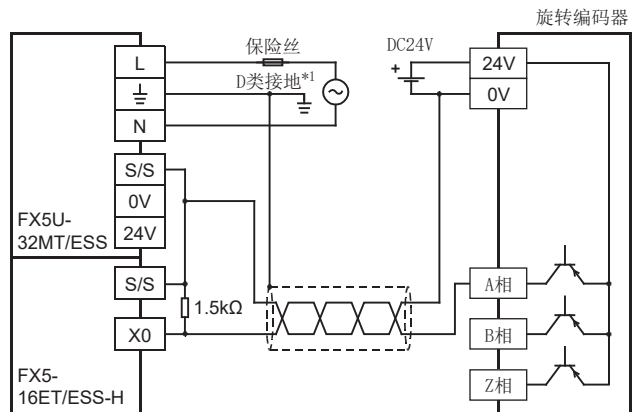 旋转编码器
L
保险丝
DC24V
24V
D类接地*1
+
0V
N
S/S
0V
24V
FX5U-
32MT/ESS
S/S
1.5kΩ
X0
A相
B相
Z相
FX5-
16ET/ESS-H